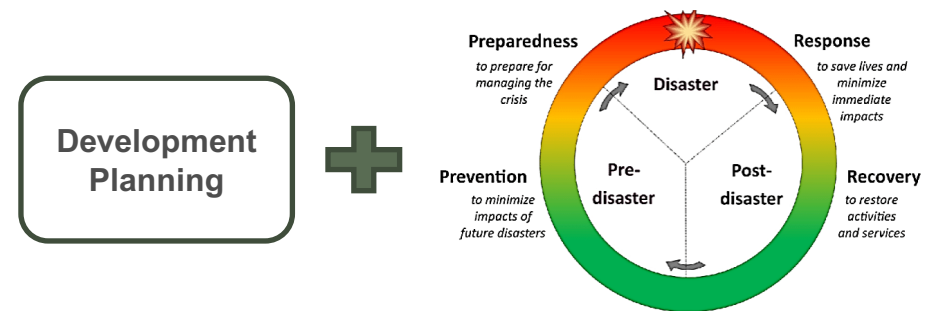 Development
Planning
Preparedness
to prepare for
managing the
crisis
Response
to save lives and
minimize
immediate
impacts
Disaster
Pre-
disaster
Post-
disaster
Prevention
to minimize
impacts of
future disasters
Recovery
to restore
activities
and services